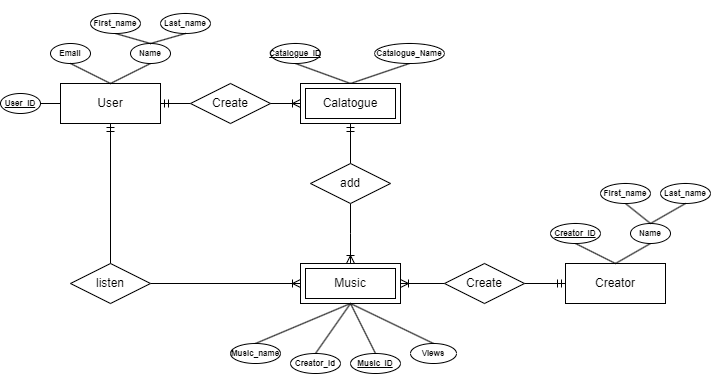 First_name
Last_name
Email
Name
Catalogue_ID
Catalogue_Name
User_ID
User
Create
Calatogue
add
First_name
Last_name
Creator_ID
Name
listen
Music
Create
Creator
Music_name
Creator_id
Music_ID
Views